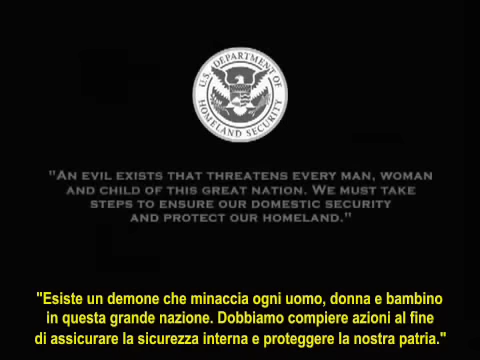 U.S. DEPARTMENT OF
HOMELAND SECURITY
"AN EVIL EXISTS THAT THREATENS EVERY MAN, WOMAN
AND CHILD OF THIS GREAT NATION. WE MUST TAKE
STEPS TO ENSURE OUR DOMESTIC SECURITY
AND PROTECT OUR HOMELAND."
"Esiste un demone che minaccia ogni uomo, donna e bambino
in questa grande nazione. Dobbiamo compiere azioni al fine
di assicurare la sicurezza interna e proteggere la nostra patria."